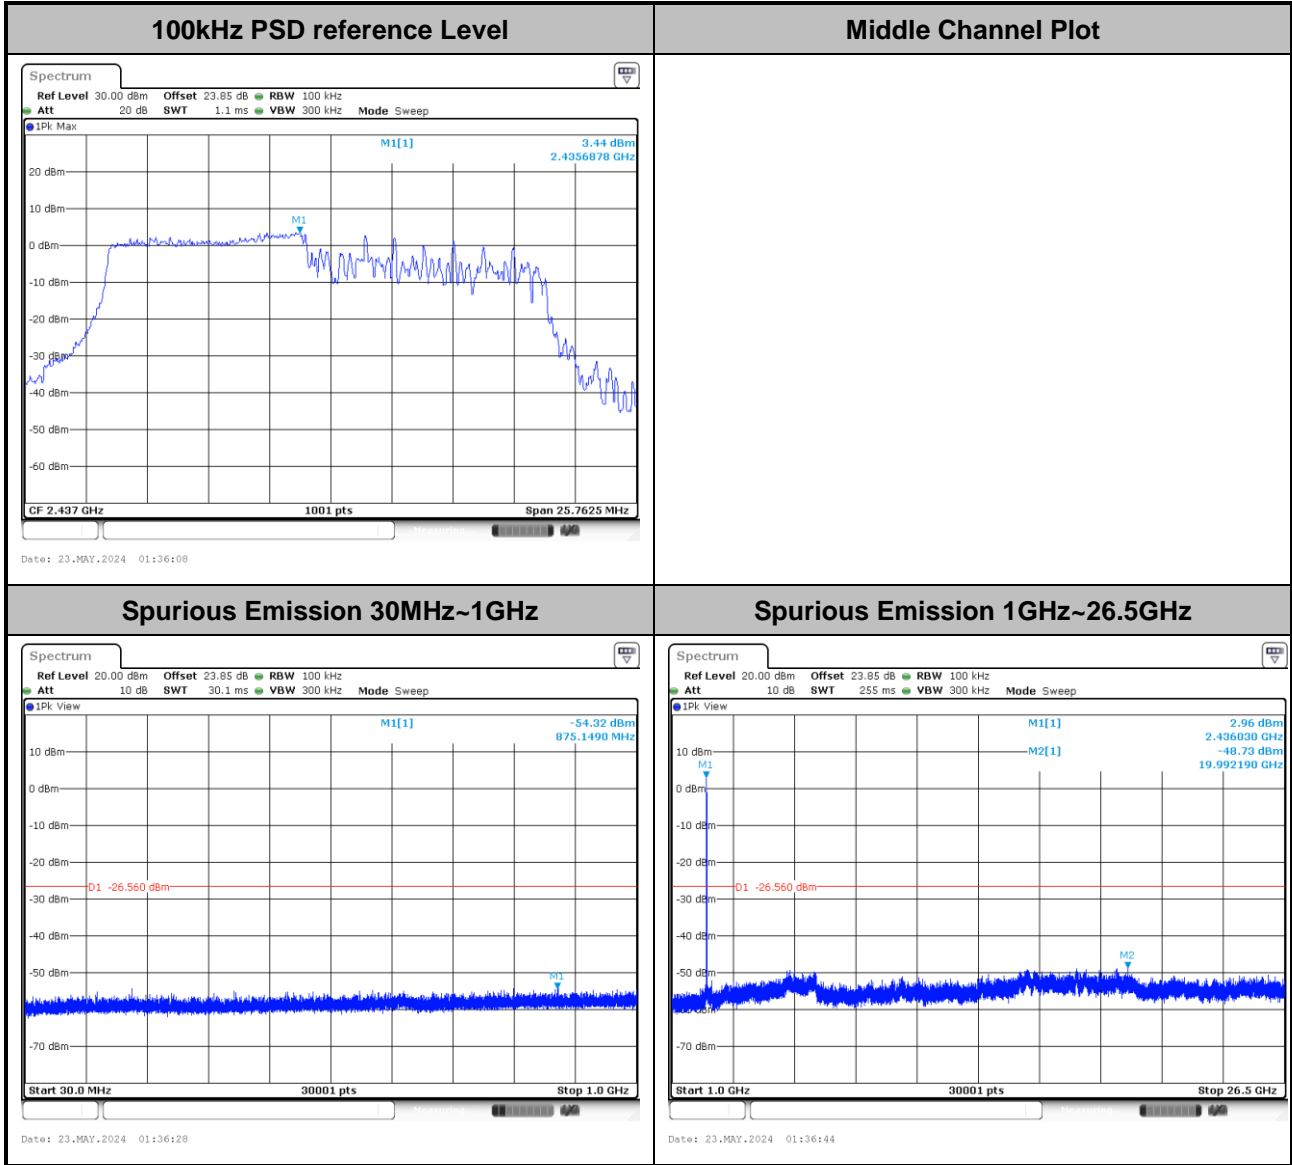 100kHz PSD reference Level
Middle Channel Plot
Spectrum
Ref Level 30.00 dBm Offset 23.85 dB RBW 100 kHz
Att 20 dB SWT 1.1 ms VBW 300 kHz Mode Sweep
1Pk Max
M1[1] 3.44 dBm
2.4356878 GHz
20 dBm
10 dBm
M1
0 dBm
-10 dBm
-20 dBm
-30 dBm
-40 dBm
-50 dBm
-60 dBm
CF 2.437 GHz 1001 pts Span 25.7625 MHz
Measuring
Date: 23.MAY.2024 01:36:08
Spurious Emission 30MHz~1GHz
Spectrum
Ref Level 20.00 dBm Offset 23.85 dB RBW 100 kHz
Att 10 dB SWT 30.1 ms VBW 300 kHz Mode Sweep
1Pk View
M1[1] -54.32 dBm
875.1490 MHz
10 dBm
0 dBm
-10 dBm
-20 dBm
D1 -26.560 dBm
-30 dBm
-40 dBm
-50 dBm
M1
-70 dBm
Start 30.0 MHz 30001 pts Stop 1.0 GHz
Measuring
Date: 23.MAY.2024 01:36:28
Spurious Emission 1GHz~26.5GHz
Spectrum
Ref Level 20.00 dBm Offset 23.85 dB RBW 100 kHz
Att 10 dB SWT 255 ms VBW 300 kHz Mode Sweep
1Pk View
M1[1] 2.96 dBm
2.436030 GHz
10 dBm
M2[1] -48.73 dBm
M1
19.992190 GHz
0 dBm
-10 dBm
-20 dBm
D1 -26.560 dBm
-30 dBm
-40 dBm
M2
-50 dBm
-70 dBm
Start 1.0 GHz 30001 pts Stop 26.5 GHz
Measuring
Date: 23.MAY.2024 01:36:44